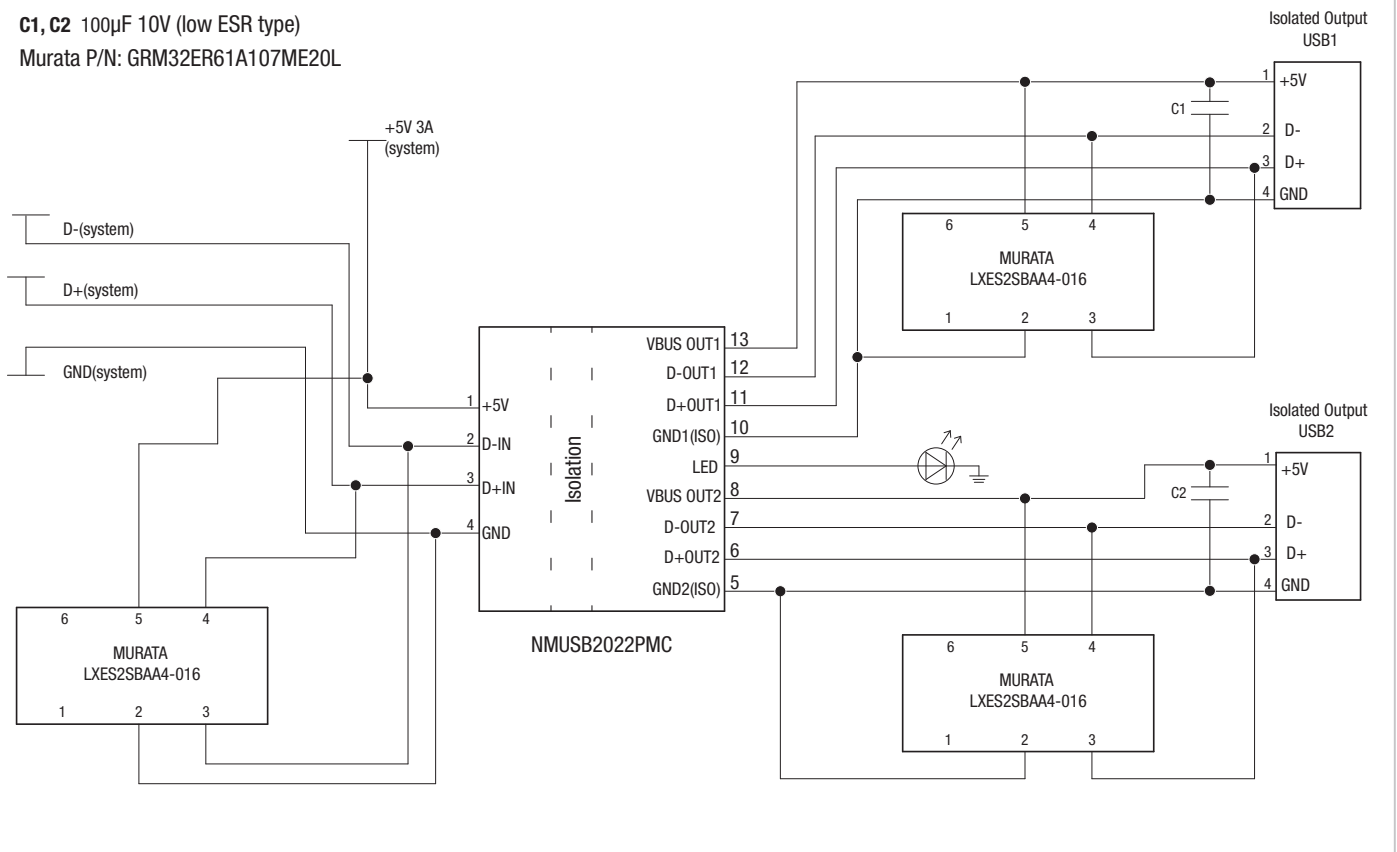 C1, C2 100µF 10V (low ESR type)
Murata P/N: GRM32ER61A107ME20L
+5V 3A
(system)
D-(system)
D+(system)
GND(system)
1 +5V
2 D-IN
3 D+IN
4 GND
Isolation
VBUS OUT1 13
D-OUT1 12
D+OUT1 11
GND1(ISO) 10
LED 9
VBUS OUT2 8
D-OUT2 7
D+OUT2 6
GND2(ISO) 5
NMUSB2022PMC
6 5 4
MURATA
LXES2SBAA4-016
1 2 3
Isolated Output
USB1
1 +5V
C1
2 D-
3 D+
4 GND
6 5 4
MURATA
LXES2SBAA4-016
1 2 3
Isolated Output
USB2
1 +5V
C2
2 D-
3 D+
4 GND
6 5 4
MURATA
LXES2SBAA4-016
1 2 3